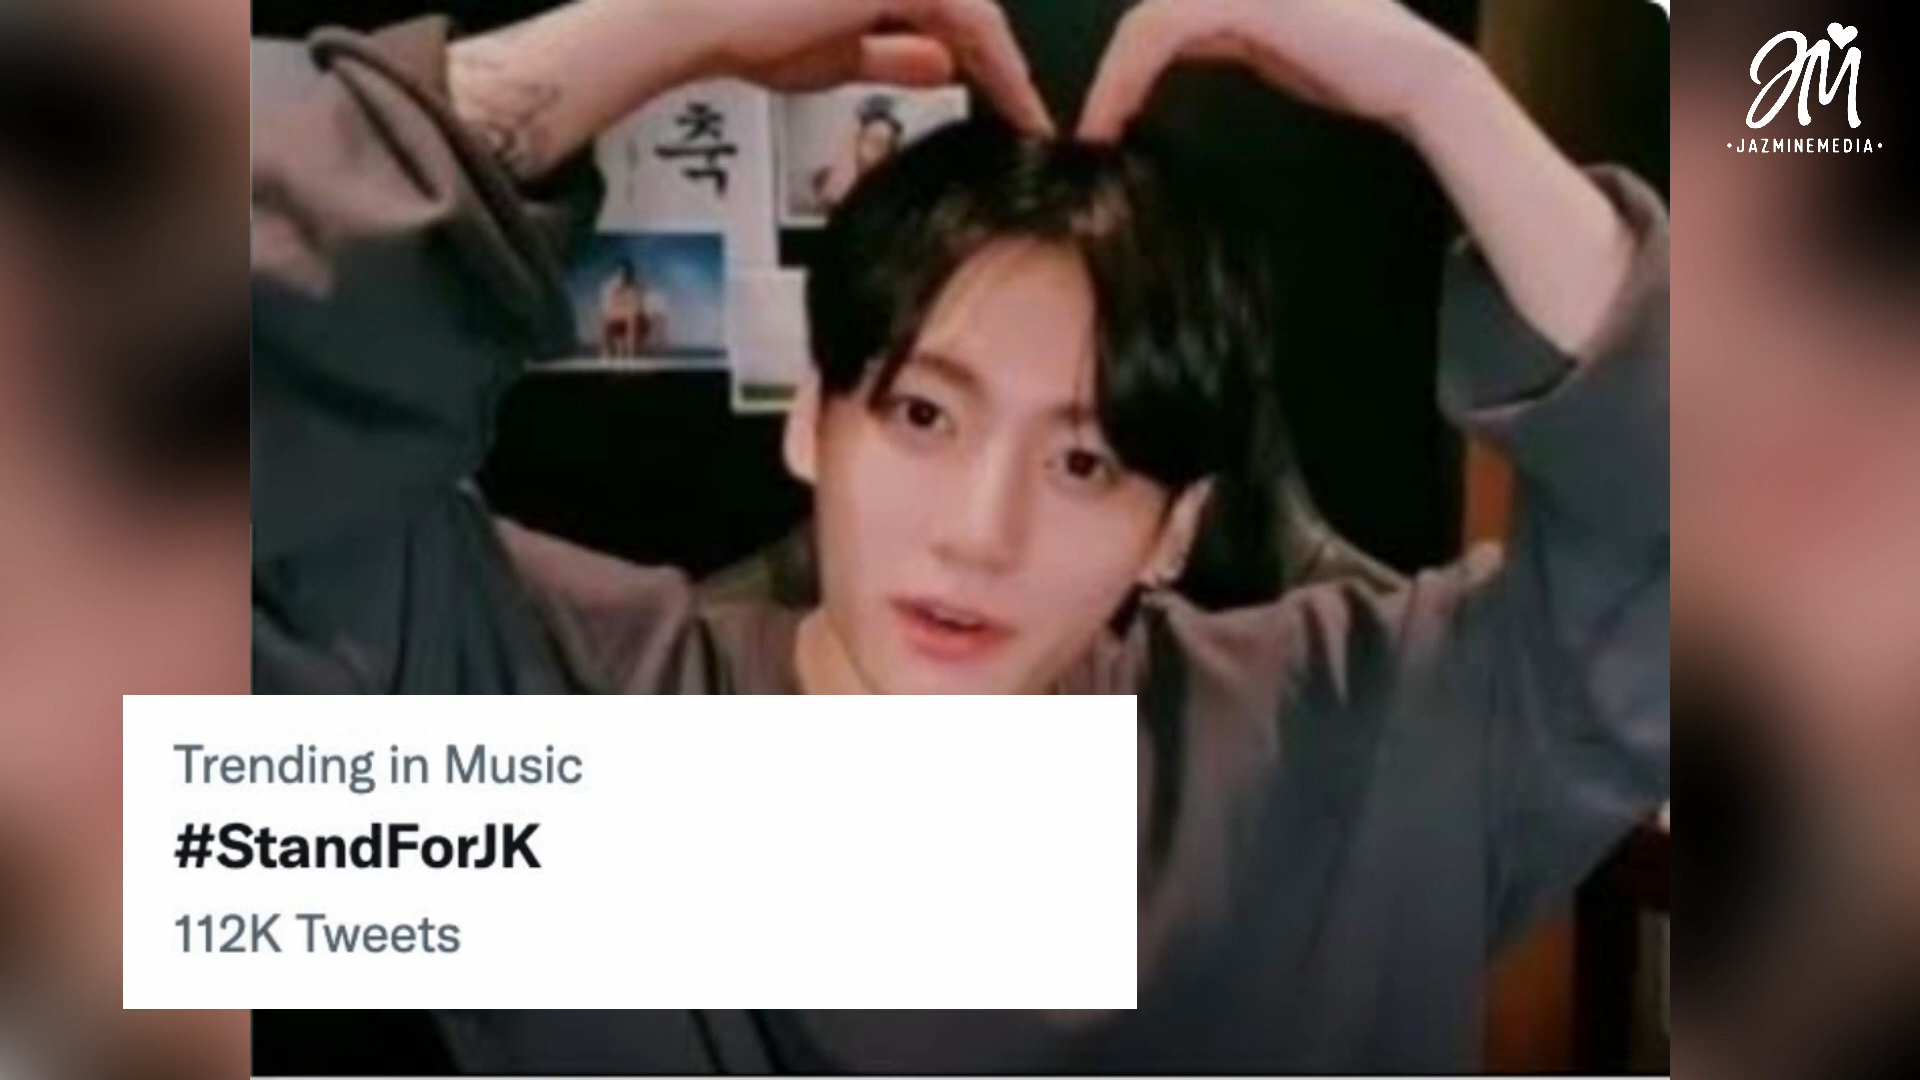 JM
•JAZMINEMEDIA•
축
Trending in Music
#StandForJK
112K Tweets